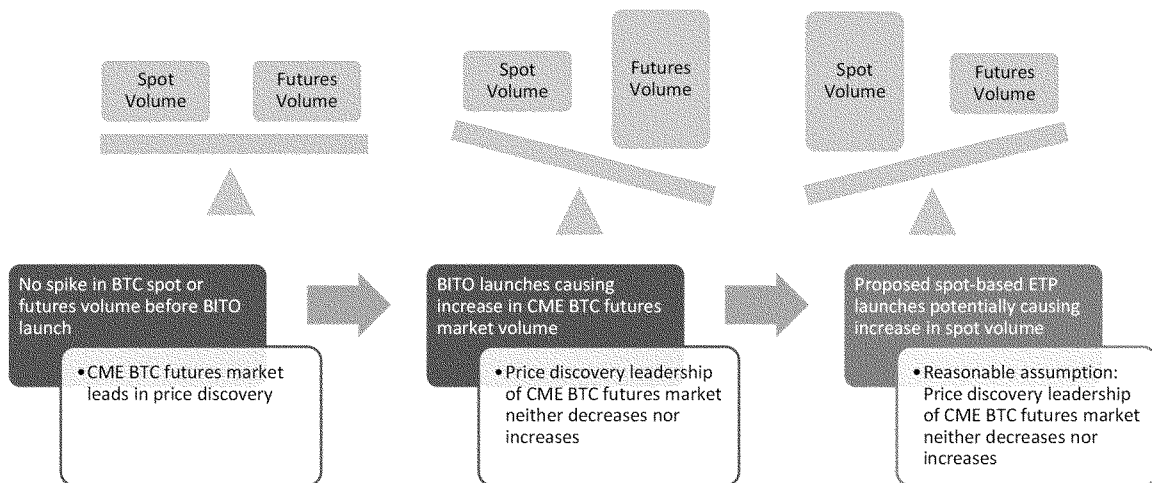 Spot
Volume
Futures
Volume
Spot
Volume
Futures
Volume
Spot
Volume
Futures
Volume
No spike in BTC spot or
futures volume before BITO
launch
•CME BTC futures market
leads in price discovery
BITO launches causing
increase in CME BTC futures
market volume
•Price discovery leadership
of CME BTC futures market
neither decreases nor
increases
Proposed spot-based ETP
launches potentially causing
increase in spot volume
•Reasonable assumption:
Price discovery leadership
of CME BTC futures market
neither decreases nor
increases